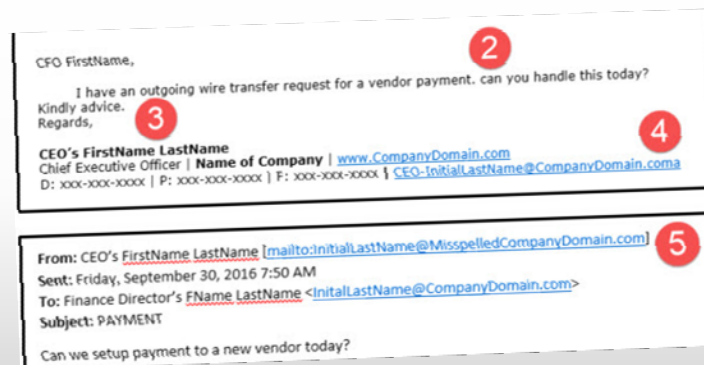 CFO FirstName,
2
I have an outgoing wire transfer request for a vendor payment. can you handle this today?
Kindly advice.
Regards,
3
CEO's FirstName LastName
4
Chief Executive Officer | Name of Company | www.CompanyDomain.com
D: xxx-xxx-xxxx | P: xxx-xxx-xxxx | F: xxx-xxx-xxxx | CEO-InitialLastName@CompanyDomain.coma
From: CEO's FirstName LastName [mailto:InitialLastName@MisspelledCompanyDomain.com]
5
Sent: Friday, September 30, 2016 7:50 AM
To: Finance Director's FName LastName <InitalLastName@CompanyDomain.com>
Subject: PAYMENT
Can we setup payment to a new vendor today?